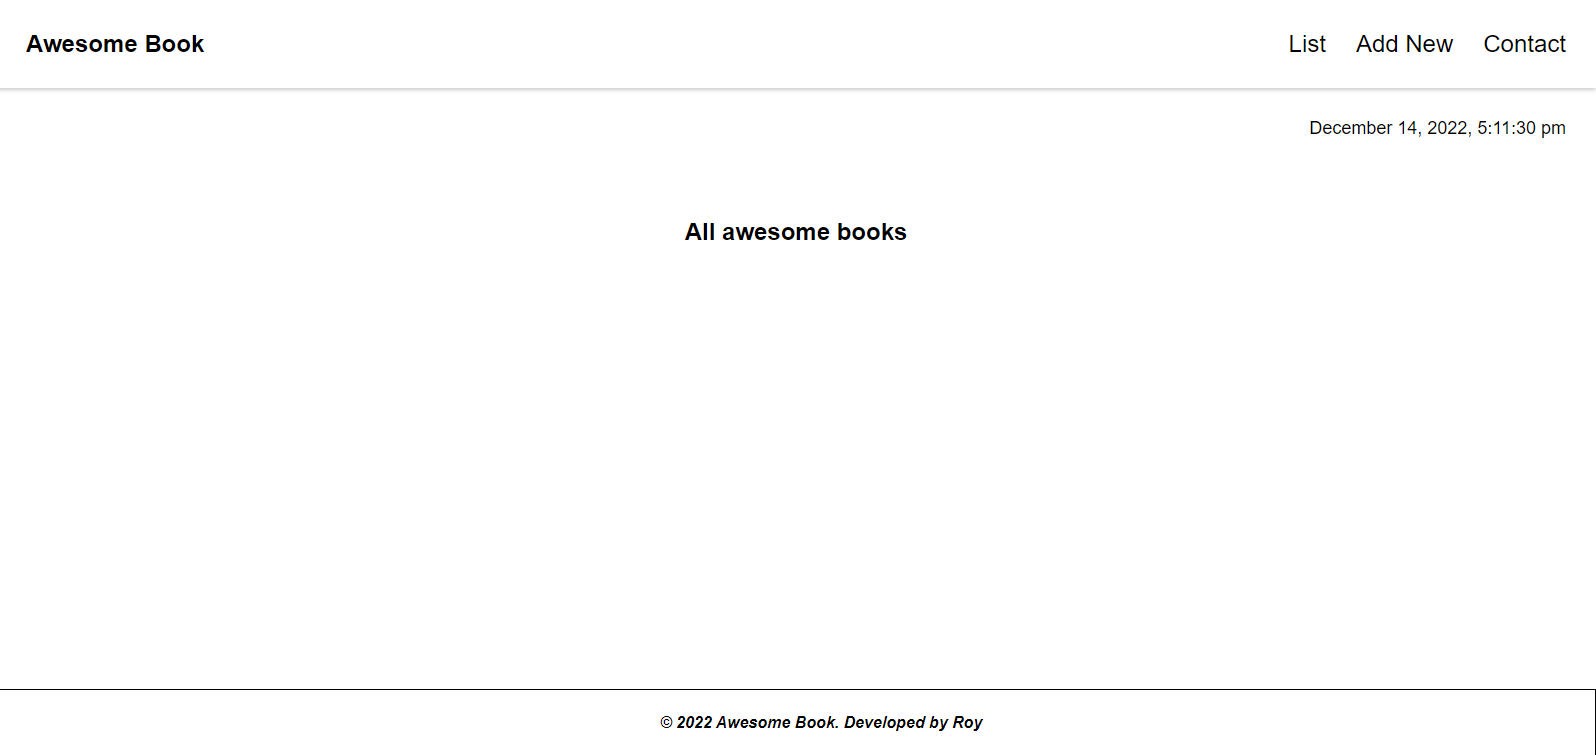 Awesome Book
List Add New Contact
December 14, 2022, 5:11:30 pm
All awesome books
© 2022 Awesome Book. Developed by Roy